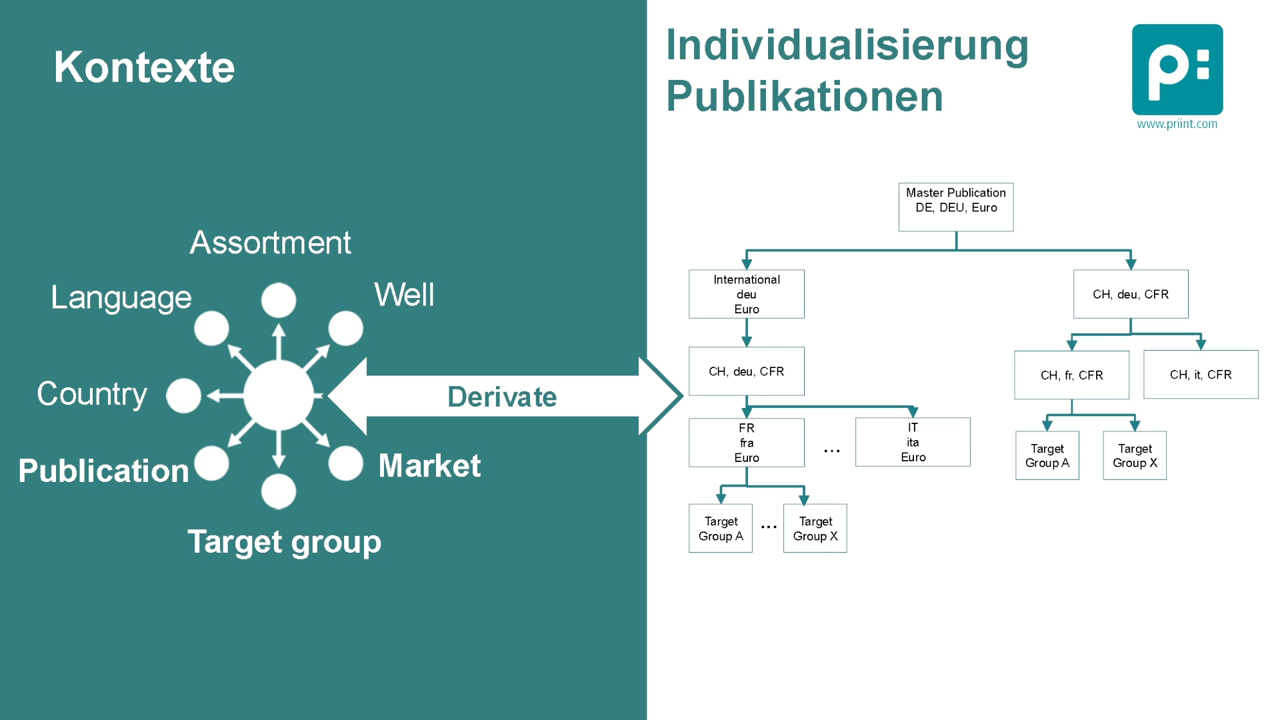 Kontexte
Assortment
Language
Well
Country
Publication
Market
Target group
Derivate
Individualisierung
Publikationen
p:
www.priint.com
Master Publication
DE, DEU, Euro
International
deu
Euro
CH, deu, CFR
CH, deu, CFR
CH, fr, CFR
CH, it, CFR
FR
fra
Euro
...
IT
ita
Euro
Target
Group A
Target
Group X
Target
Group A
...
Target
Group X